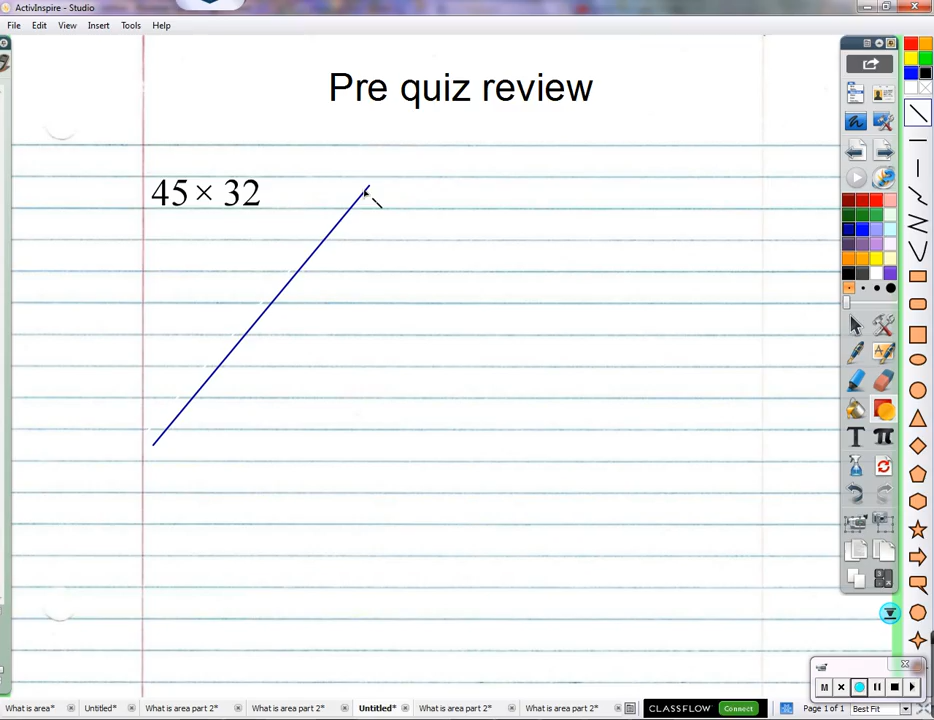 ActivInspire - Studio
File Edit View Insert Tools Help
Pre quiz review
45 × 32
What is area* Untitled* What is area part 2* What is area part 2* Untitled* What is area part 2* What is area part 2* CLASSFLOW Connect Page 1 of 1 Best Fit